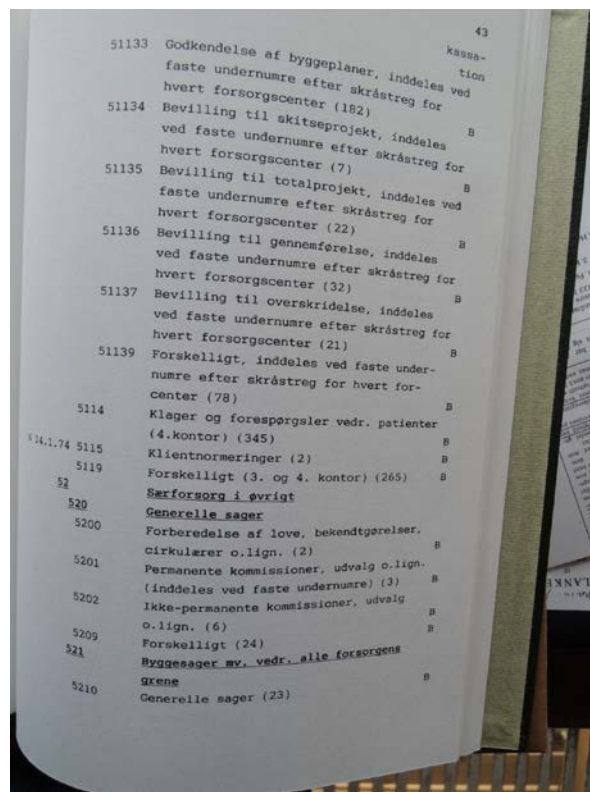 43
kassa-
tion
51133 Godkendelse af byggeplaner, inddeles ved
faste undernumre efter skråstreg for
hvert forsorgscenter (182) B
51134 Bevilling til skitseprojekt, inddeles
ved faste undernumre efter skråstreg for
hvert forsorgscenter (7) B
51135 Bevilling til totalprojekt, inddeles ved
faste undernumre efter skråstreg for
hvert forsorgscenter (22) B
51136 Bevilling til gennemførelse, inddeles
ved faste undernumre efter skråstreg for
hvert forsorgscenter (32) B
51137 Bevilling til overskridelse, inddeles
ved faste undernumre efter skråstreg for
hvert forsorgscenter (21) B
51139 Forskelligt, inddeles ved faste under-
numre efter skråstreg for hvert for-
center (78) B
5114 Klager og forespørgsler vedr. patienter
(4.kontor) (345) B
14.1.74 5115 Klientnormeringer (2) B
5119 Forskelligt (3. og 4. kontor) (265) B
52 Særforsorg i øvrigt
520 Generelle sager
5200 Forberedelse af love, bekendtgørelser,
cirkulærer o.lign. (2) B
5201 Permanente kommissioner, udvalg o.lign.
(inddeles ved faste undernumre) (3) B
5202 Ikke-permanente kommissioner, udvalg
o.lign. (6) B
5209 Forskelligt (24) B
521 Byggesager mv. vedr. alle forsorgens
grene
5210 Generelle sager (23) B